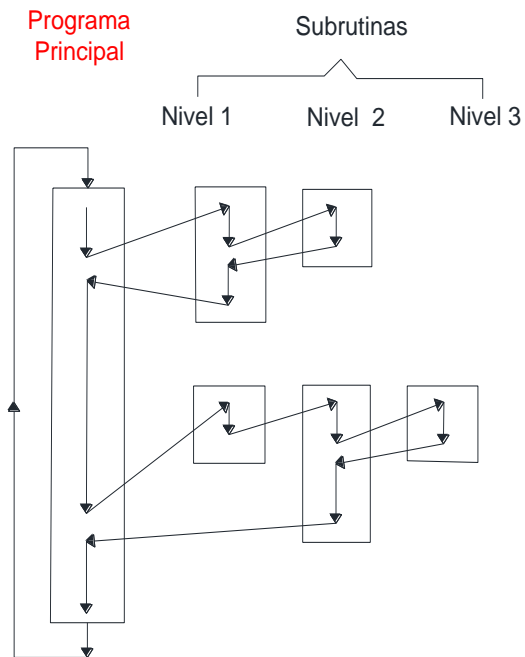 Programa
Principal
Subrutinas
Nivel 1
Nivel 2
Nivel 3